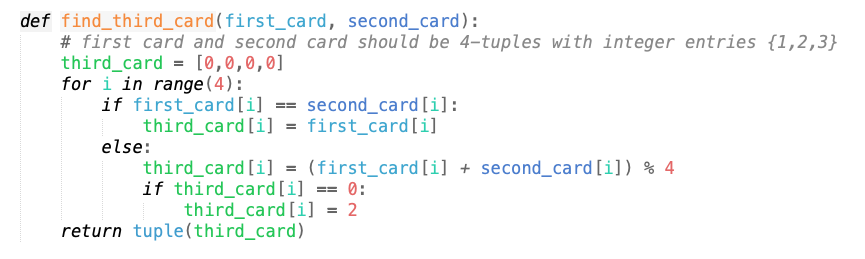 def find_third_card(first_card, second_card):
    # first card and second card should be 4-tuples with integer entries {1,2,3}
    third_card = [0,0,0,0]
    for i in range(4):
        if first_card[i] == second_card[i]:
            third_card[i] = first_card[i]
        else:
            third_card[i] = (first_card[i] + second_card[i]) % 4
            if third_card[i] == 0:
                third_card[i] = 2
    return tuple(third_card)